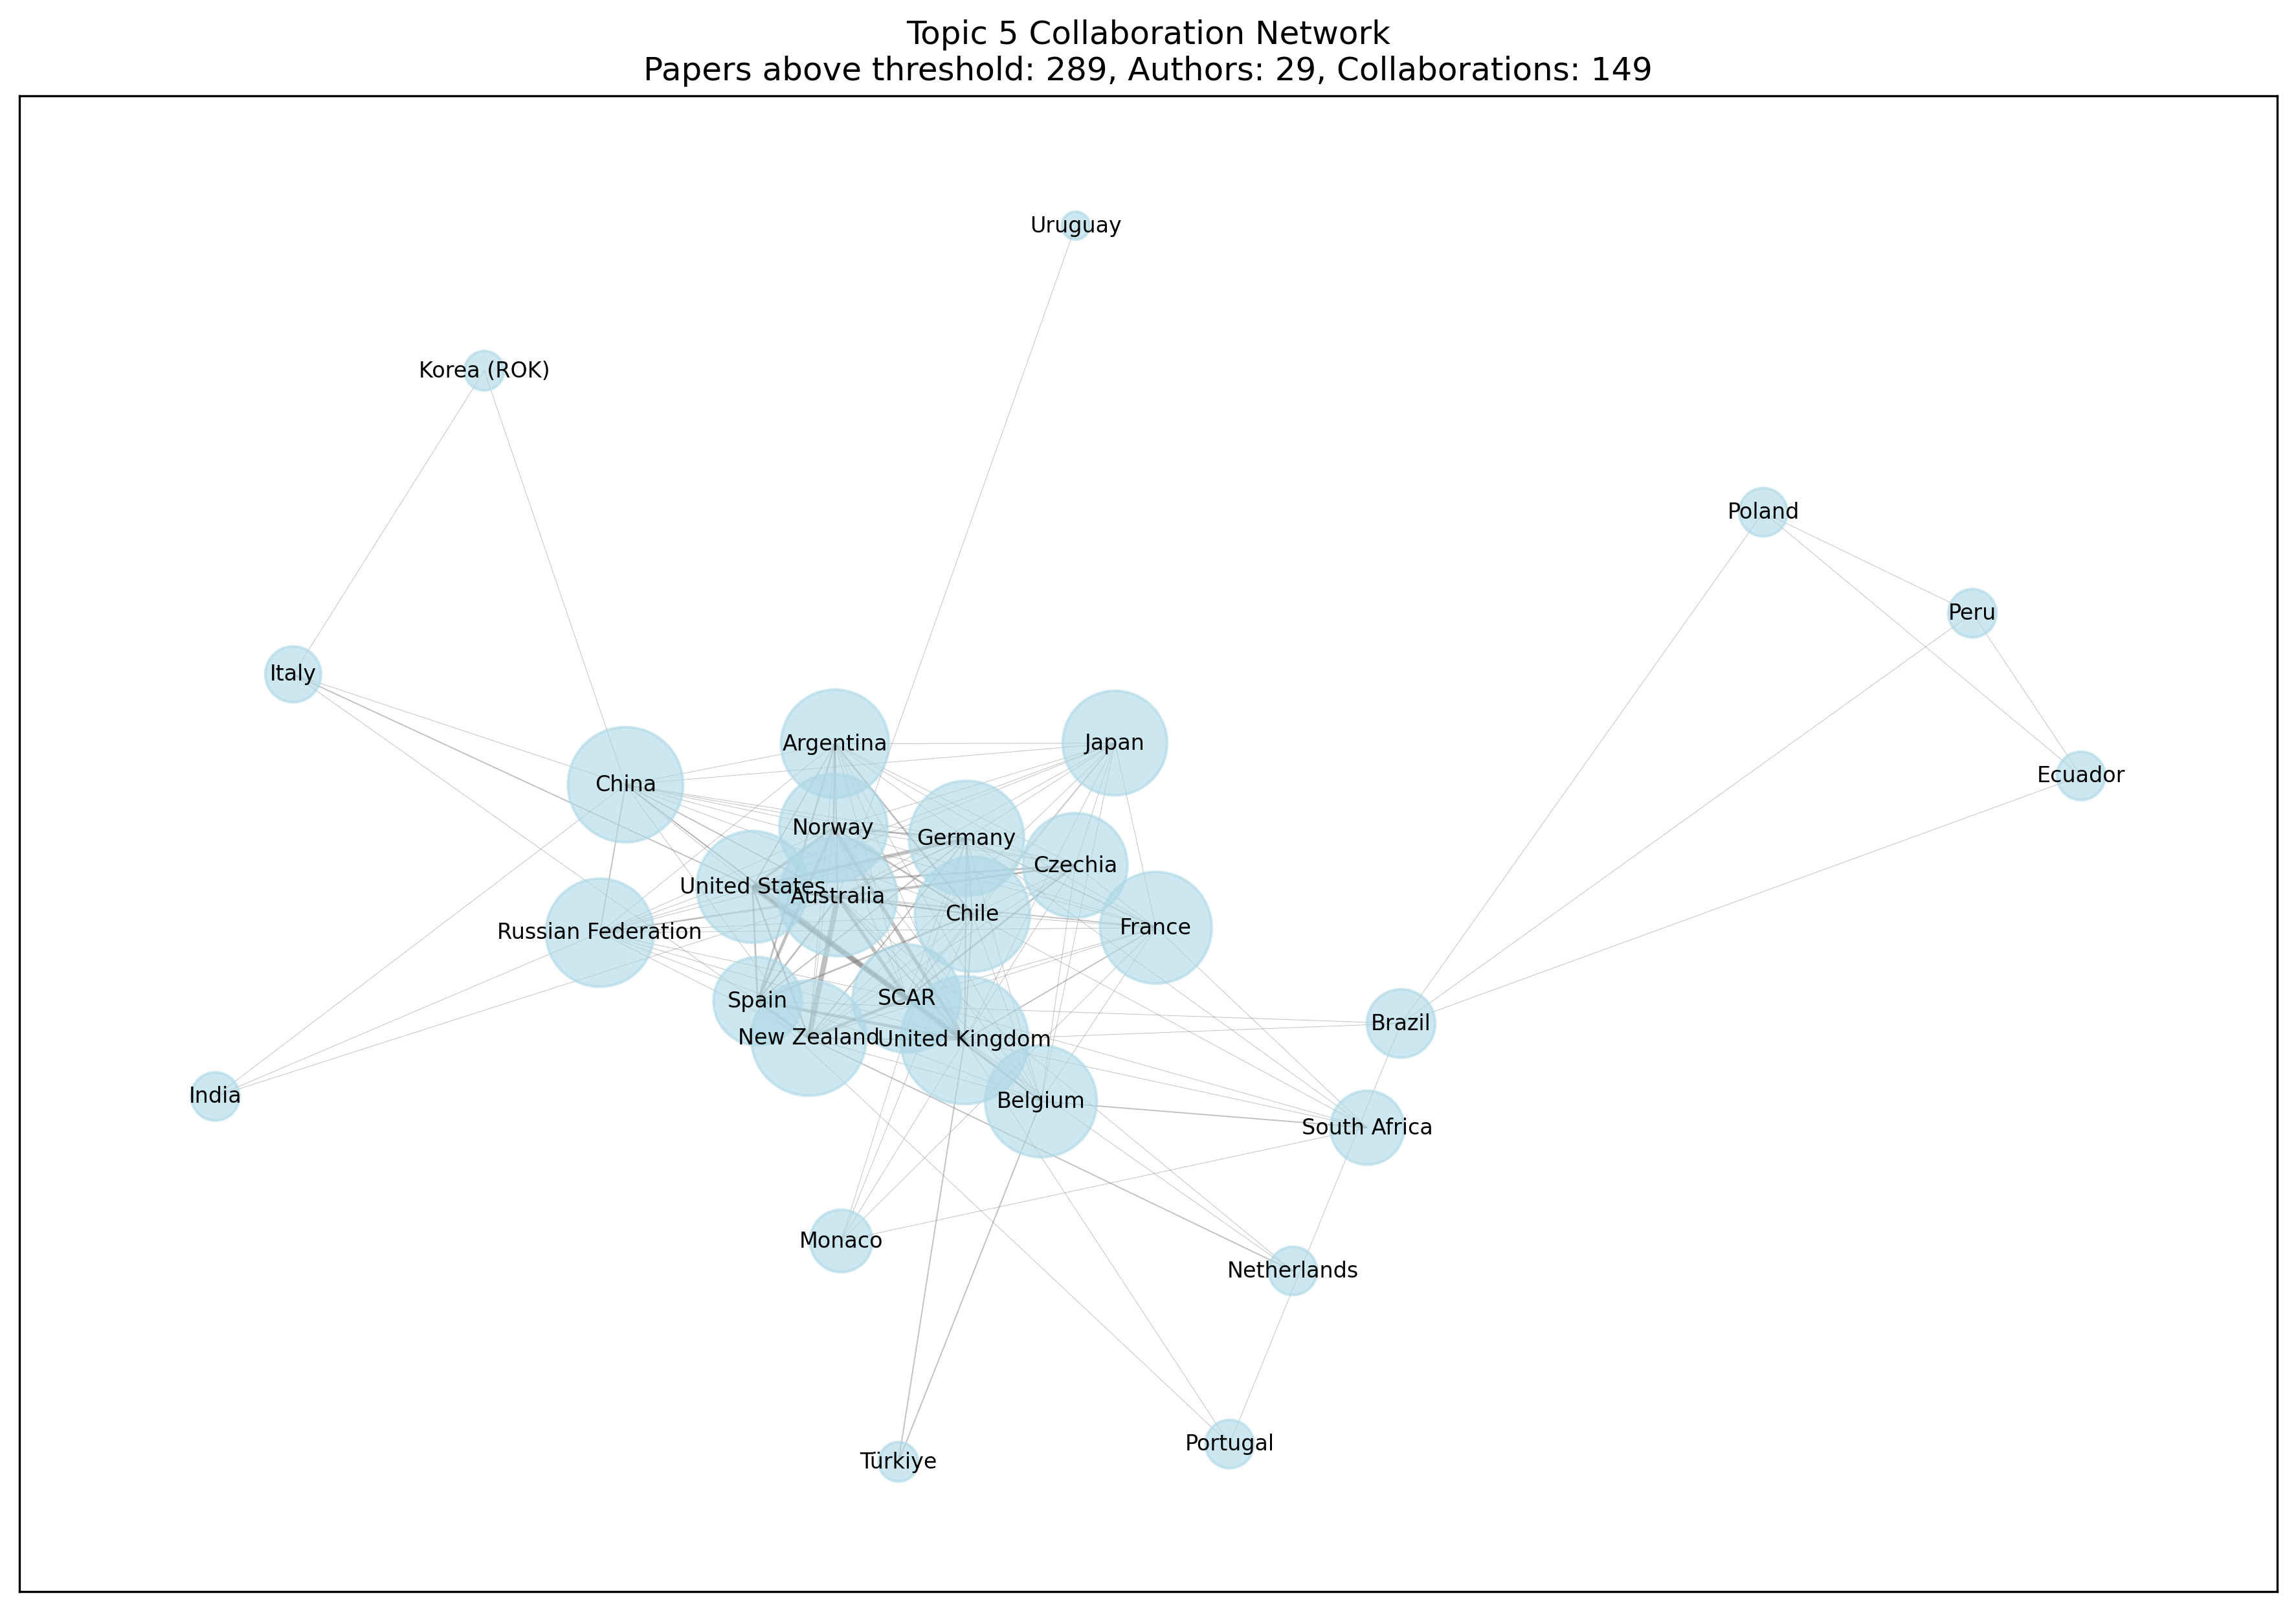 Topic 5 Collaboration Network
Papers above threshold: 289, Authors: 29, Collaborations: 149
Uruguay
Korea (ROK)
Poland
Peru
Italy
Argentina
Japan
China
Ecuador
Norway
Germany
Czechia
United States
Australia
Chile
France
Russian Federation
Spain
SCAR
Brazil
New Zealand
United Kingdom
India
Belgium
South Africa
Monaco
Netherlands
Portugal
Türkiye